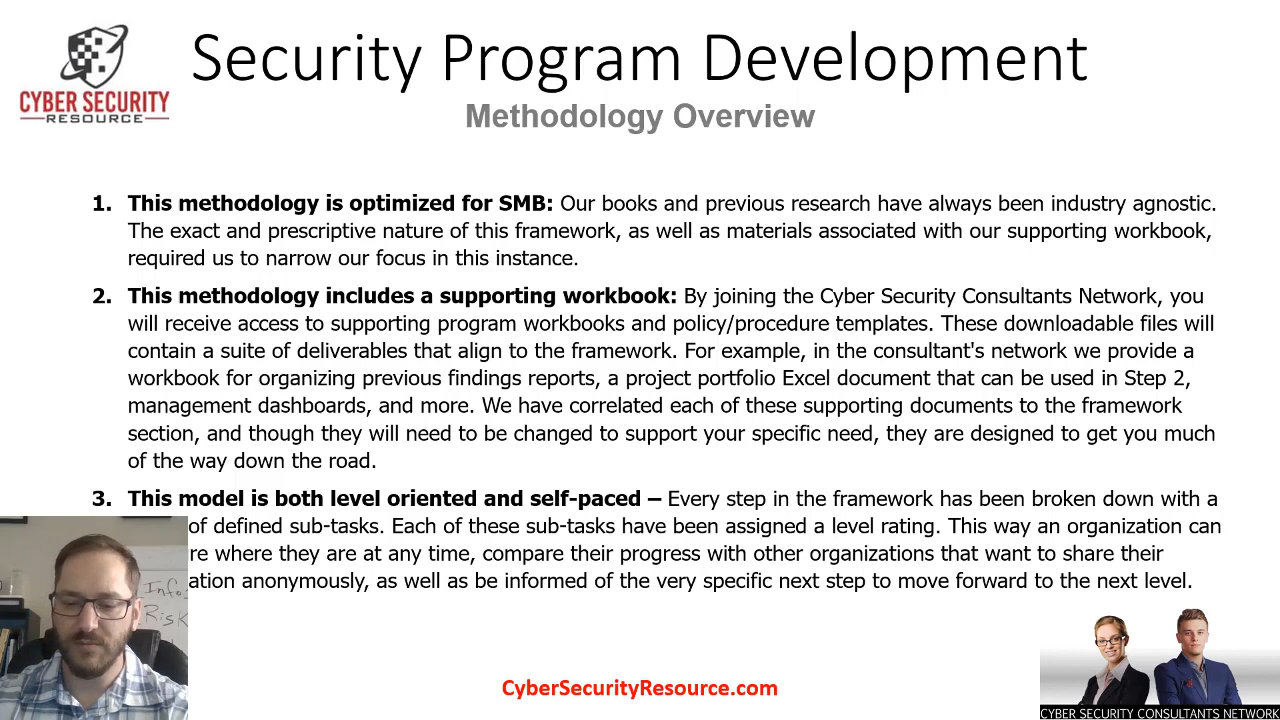 CYBER SECURITY
RESOURCE
Security Program Development
Methodology Overview
1. This methodology is optimized for SMB: Our books and previous research have always been industry agnostic.
The exact and prescriptive nature of this framework, as well as materials associated with our supporting workbook,
required us to narrow our focus in this instance.
2. This methodology includes a supporting workbook: By joining the Cyber Security Consultants Network, you
will receive access to supporting program workbooks and policy/procedure templates. These downloadable files will
contain a suite of deliverables that align to the framework. For example, in the consultant's network we provide a
workbook for organizing previous findings reports, a project portfolio Excel document that can be used in Step 2,
management dashboards, and more. We have correlated each of these supporting documents to the framework
section, and though they will need to be changed to support your specific need, they are designed to get you much
of the way down the road.
3. This model is both level oriented and self-paced – Every step in the framework has been broken down with a
of defined sub-tasks. Each of these sub-tasks have been assigned a level rating. This way an organization can
re where they are at any time, compare their progress with other organizations that want to share their
ation anonymously, as well as be informed of the very specific next step to move forward to the next level.
Info
Risk
CyberSecurityResource.com
CYBER SECURITY CONSULTANTS NETWORK